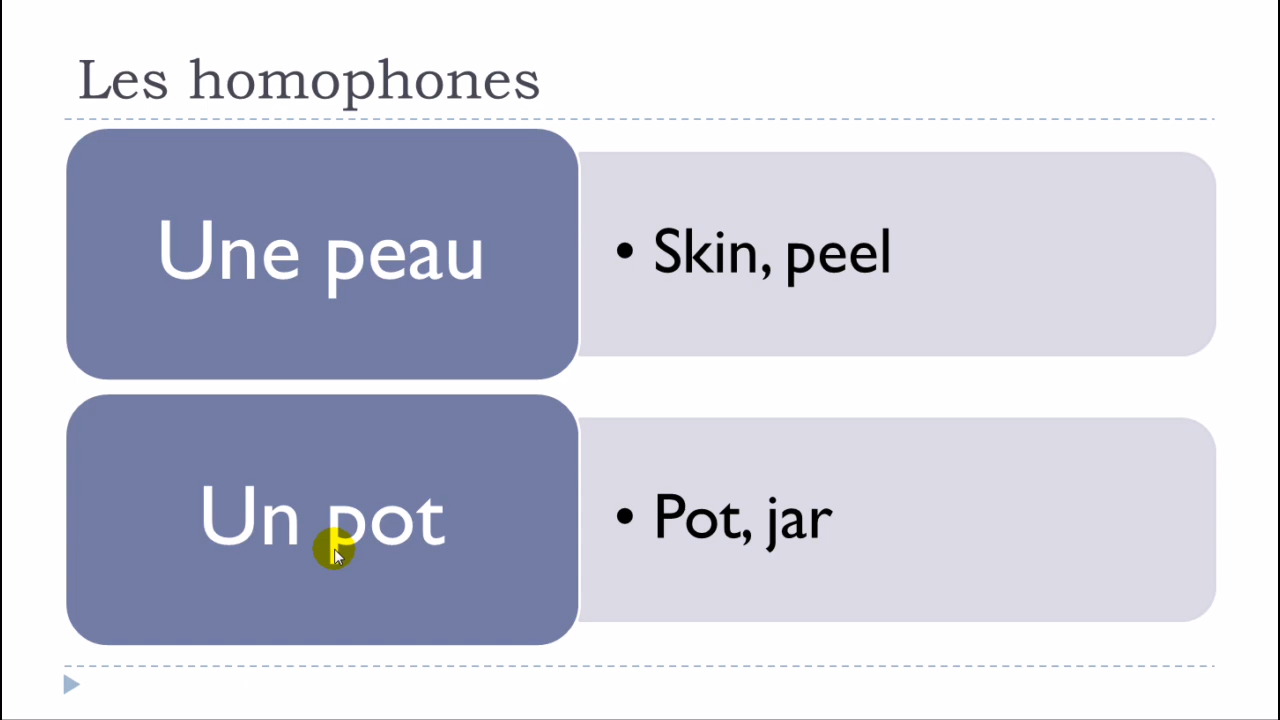 Les homophones
Une peau
• Skin, peel
Un pot
• Pot, jar